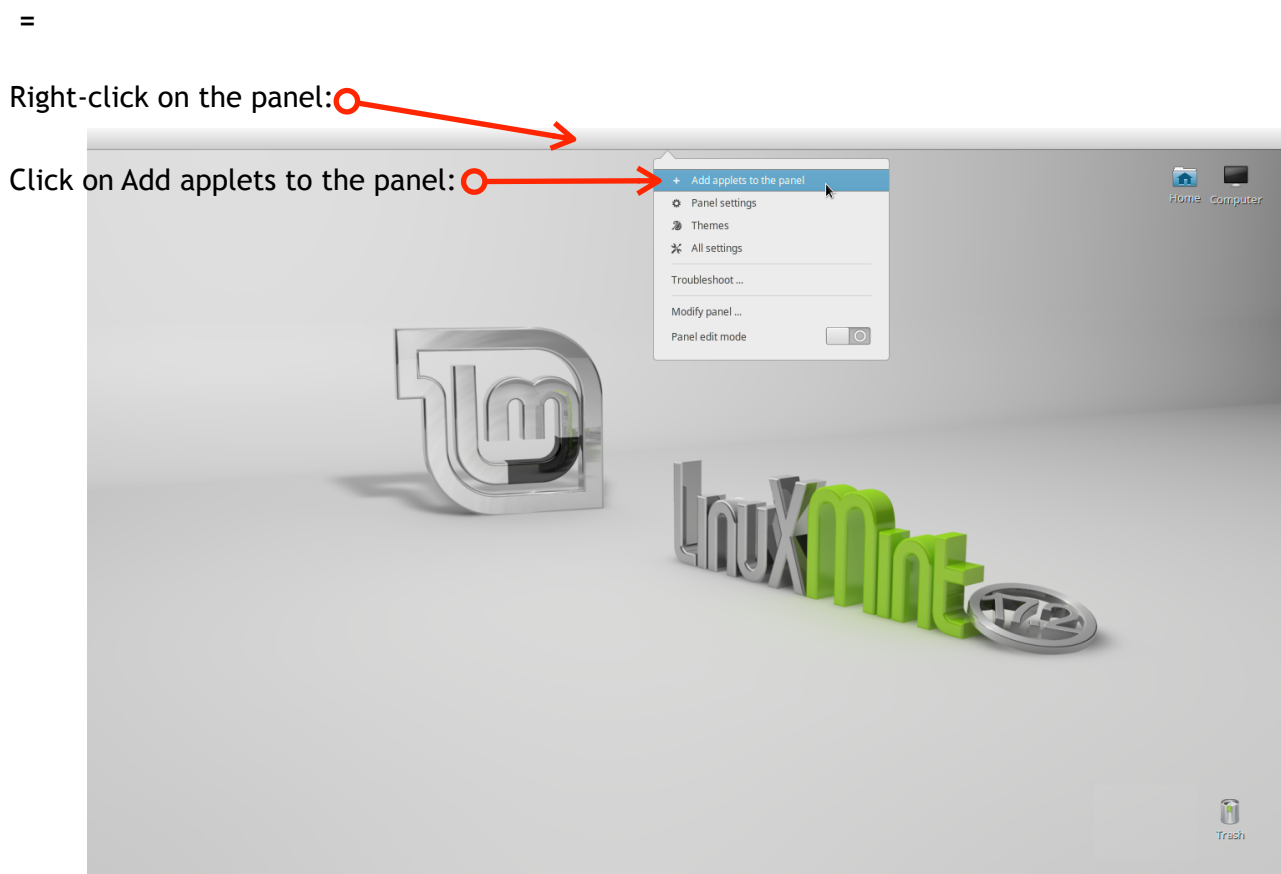 =
Right-click on the panel:
Click on Add applets to the panel:
+ Add applets to the panel
Panel settings
Themes
All settings
Troubleshoot ...
Modify panel ...
Panel edit mode
Home Computer
LinuxMint 17.2
Trash